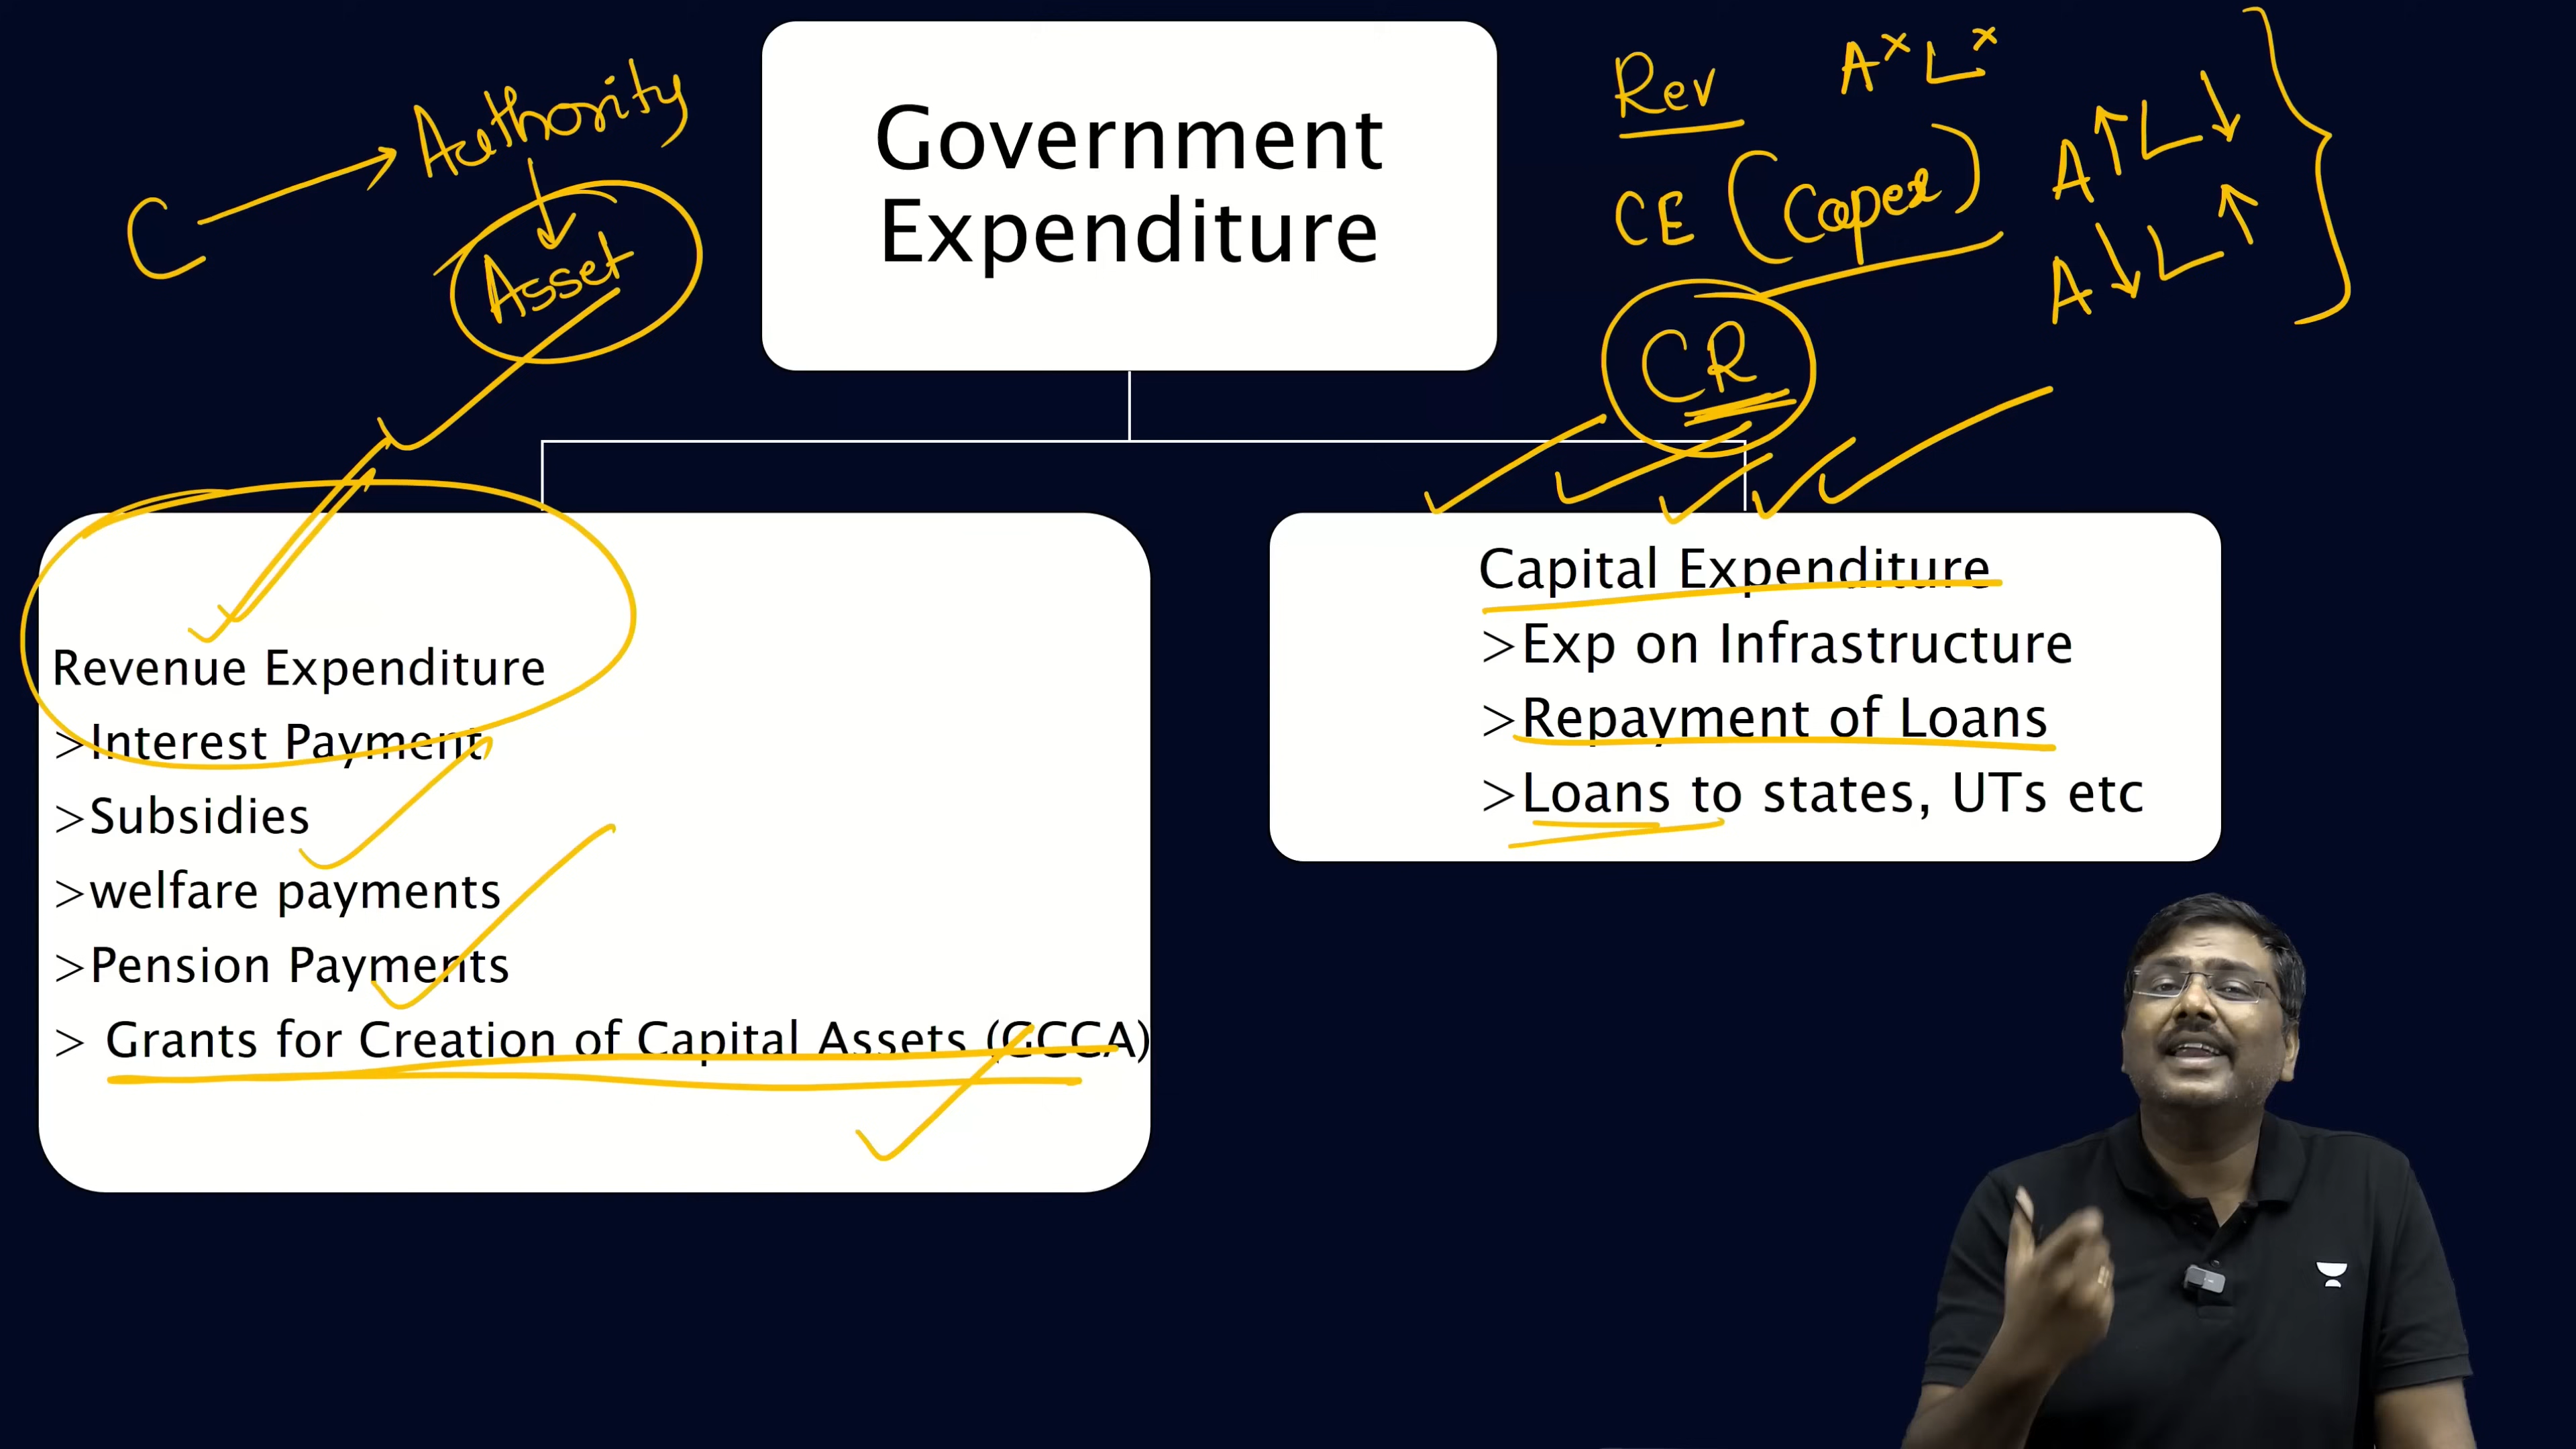 C → Authority
↓
Asset
Government
Expenditure
Rev A× L×
CE (Capex) A↑ L↓
A↓ L↑
CR
Revenue Expenditure
>Interest Payment
>Subsidies
>welfare payments
>Pension Payments
> Grants for Creation of Capital Assets (GCCA)
Capital Expenditure
>Exp on Infrastructure
>Repayment of Loans
>Loans to states, UTs etc